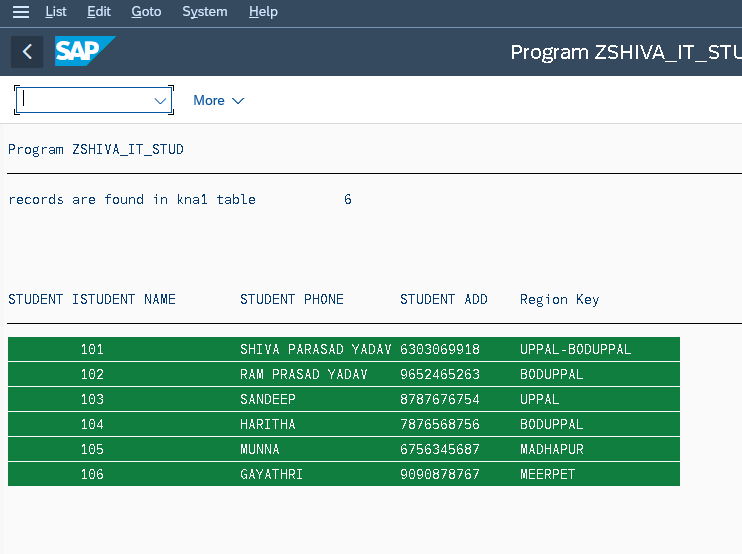 List Edit Goto System Help
SAP Program ZSHIVA_IT_STU
More
Program ZSHIVA_IT_STUD
records are found in kna1 table 6
STUDENT ISTUDENT NAME STUDENT PHONE STUDENT ADD Region Key
101 SHIVA PARASAD YADAV 6303069918 UPPAL-BODUPPAL
102 RAM PRASAD YADAV 9652465263 BODUPPAL
103 SANDEEP 8787676754 UPPAL
104 HARITHA 7876568756 BODUPPAL
105 MUNNA 6756345687 MADHAPUR
106 GAYATHRI 9090878767 MEERPET